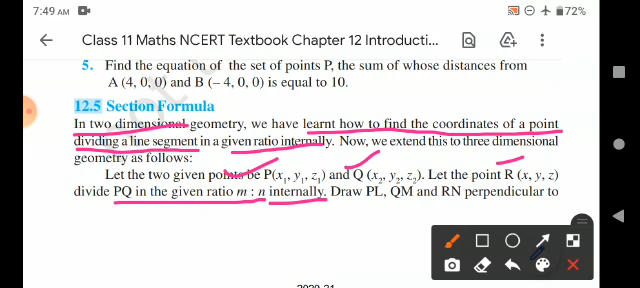 7:49 AM
72%
Class 11 Maths NCERT Textbook Chapter 12 Introducti...
5. Find the equation of the set of points P, the sum of whose distances from
A (4, 0, 0) and B (– 4, 0, 0) is equal to 10.
12.5 Section Formula
In two dimensional geometry, we have learnt how to find the coordinates of a point
dividing a line segment in a given ratio internally. Now, we extend this to three dimensional
geometry as follows:
Let the two given points be P(x₁, y₁, z₁) and Q (x₂, y₂, z₂). Let the point R (x, y, z)
divide PQ in the given ratio m : n internally. Draw PL, QM and RN perpendicular to